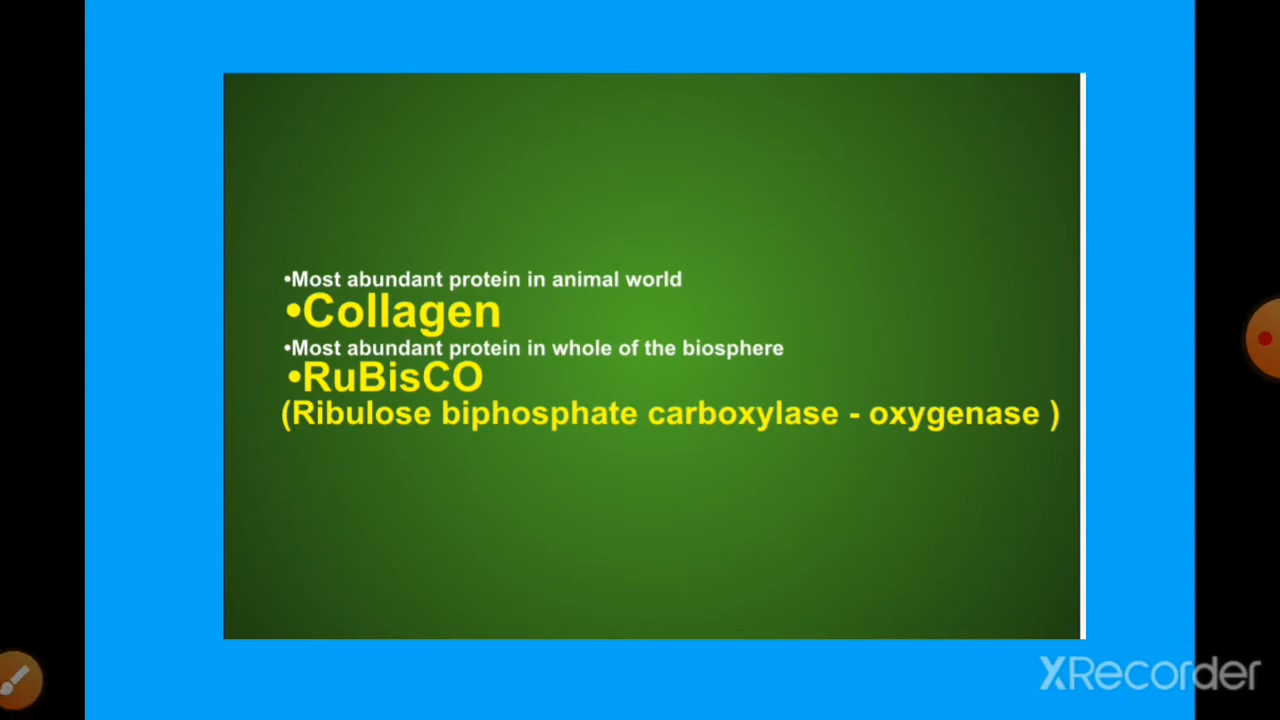 •Most abundant protein in animal world
•Collagen
•Most abundant protein in whole of the biosphere
•RuBisCO
(Ribulose biphosphate carboxylase - oxygenase )
XRecorder